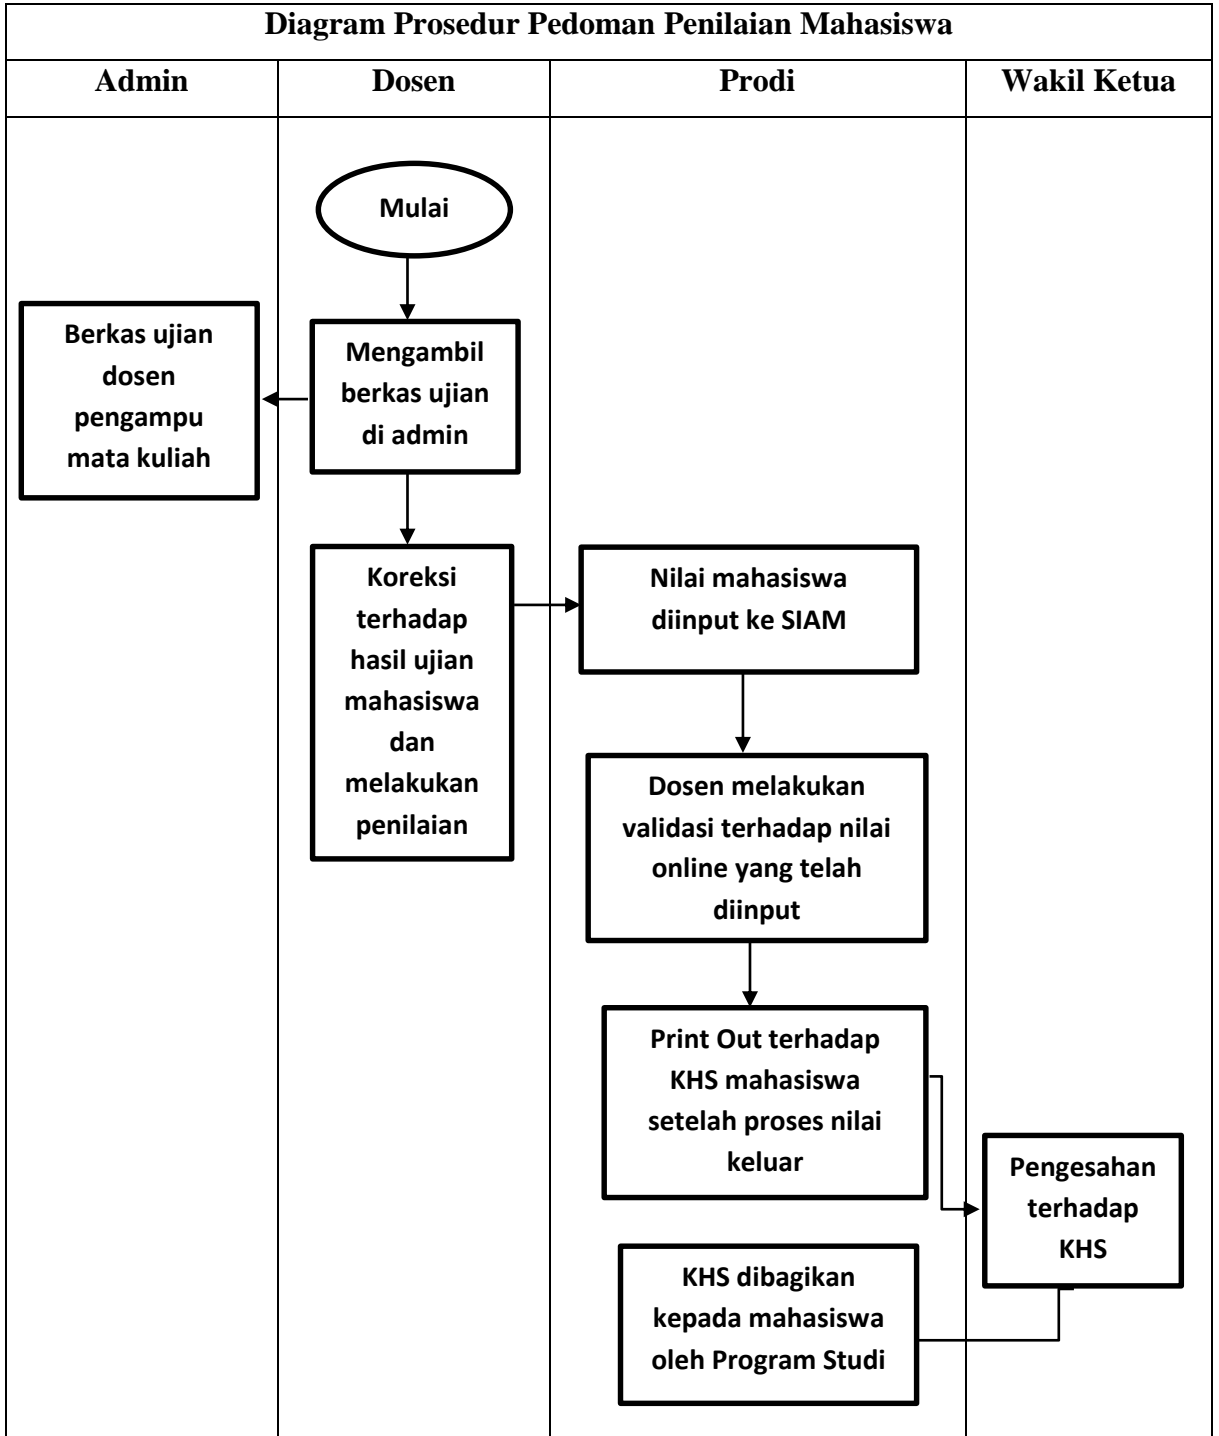 Diagram Prosedur Pedoman Penilaian Mahasiswa
Admin
Dosen
Prodi
Wakil Ketua
Mulai
Berkas ujian
dosen
pengampu
mata kuliah
Mengambil
berkas ujian
di admin
Koreksi
terhadap
hasil ujian
mahasiswa
dan
melakukan
penilaian
Nilai mahasiswa
diinput ke SIAM
Dosen melakukan
validasi terhadap nilai
online yang telah
diinput
Print Out terhadap
KHS mahasiswa
setelah proses nilai
keluar
Pengesahan
terhadap
KHS
KHS dibagikan
kepada mahasiswa
oleh Program Studi